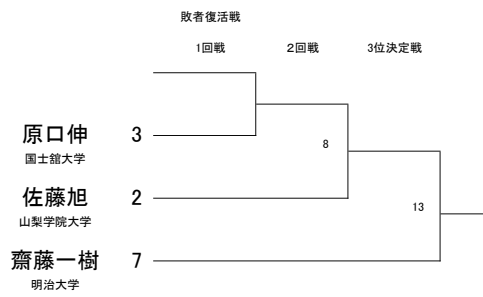 敗者復活戦
1回戦 2回戦 3位決定戦
原口伸 3
国士舘大学
8
佐藤旭 2
山梨学院大学
13
齋藤一樹 7
明治大学